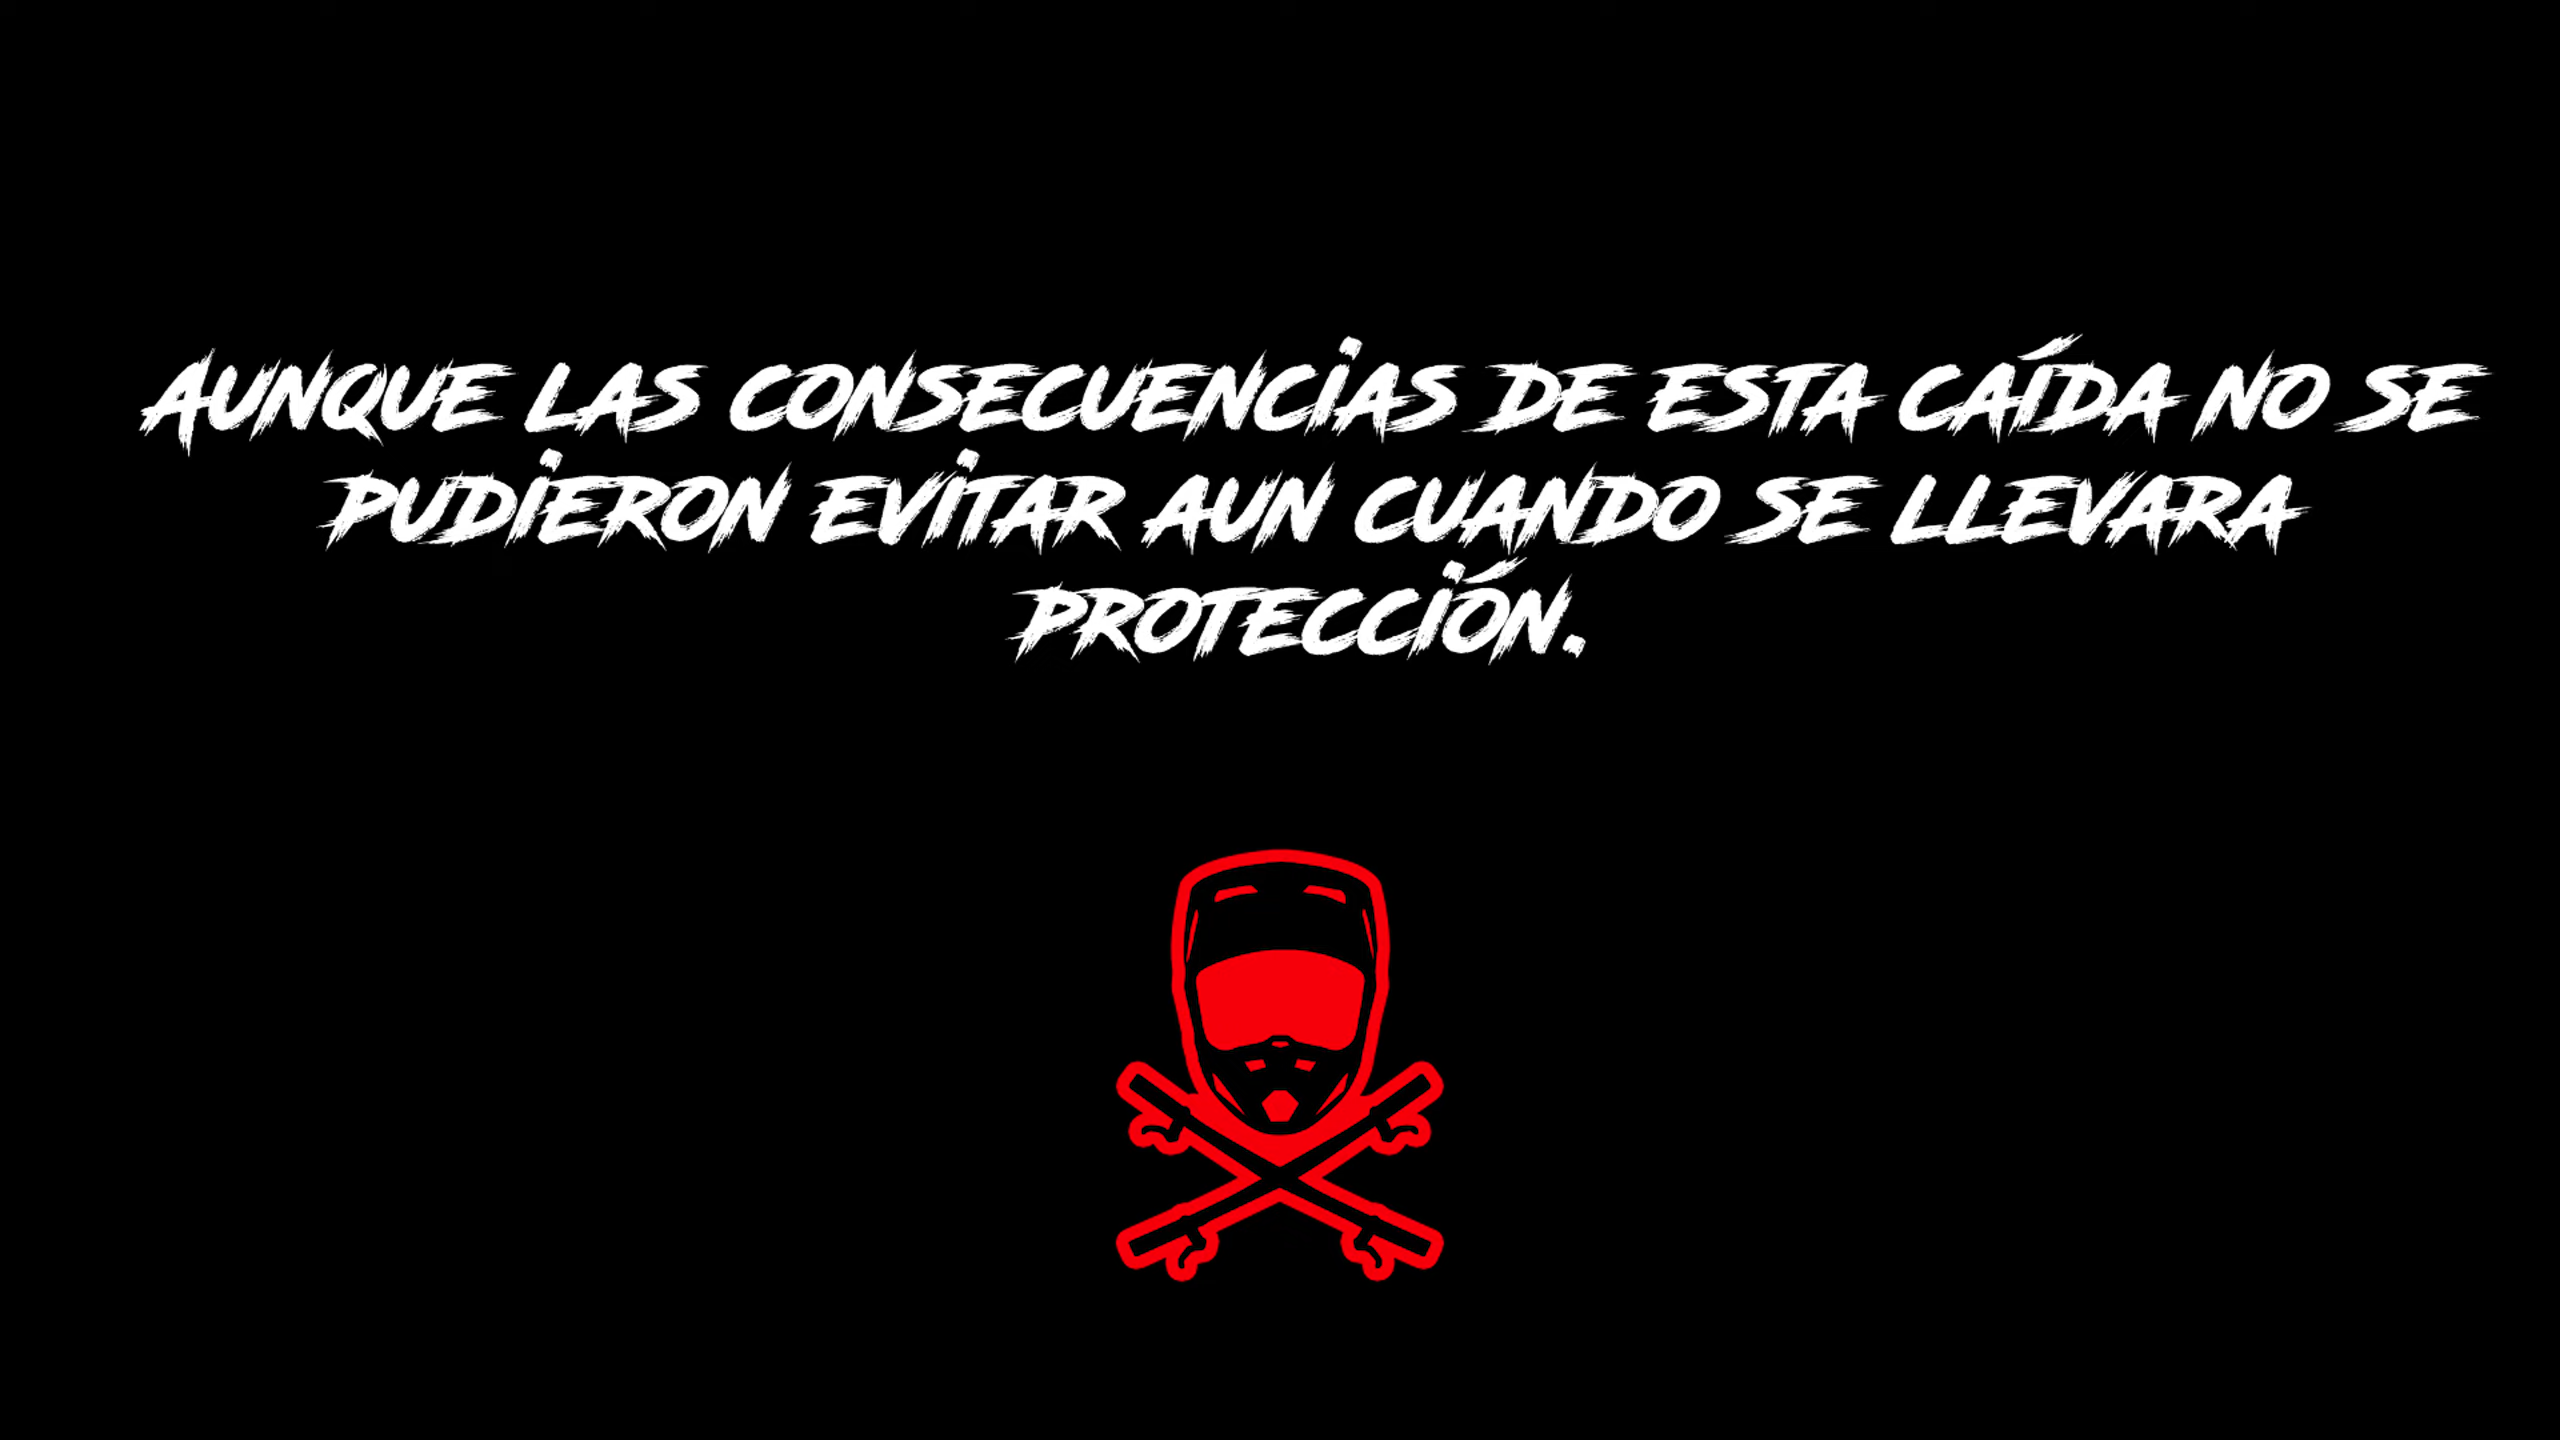 Aunque las consecuencias de esta caída no se
pudieron evitar aun cuando se llevara
protección.